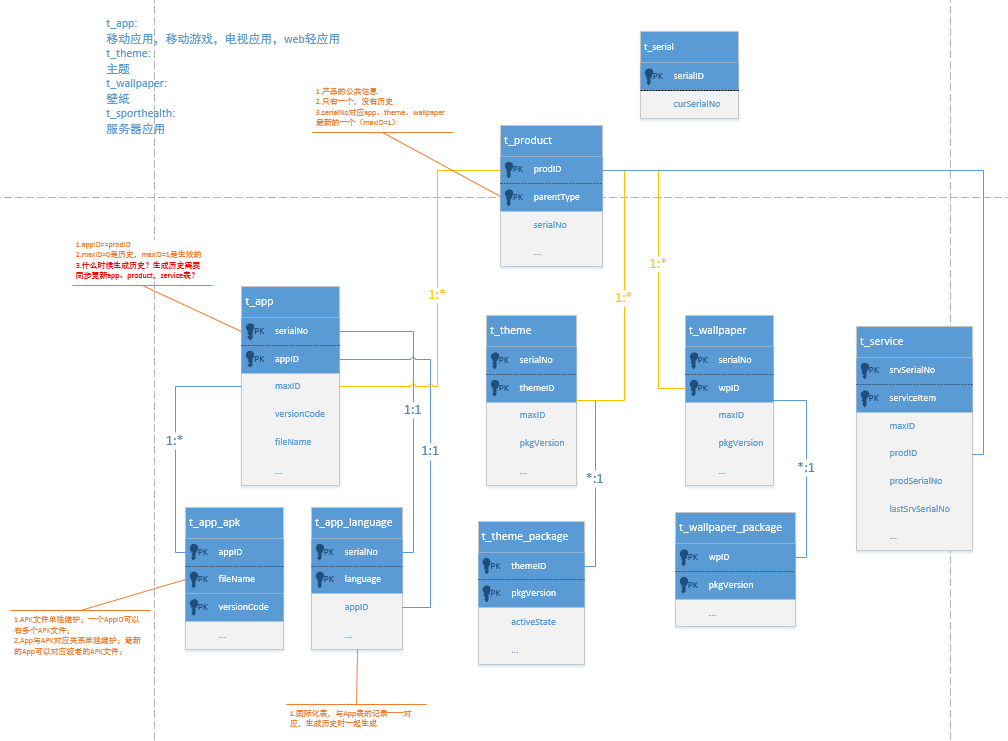 t_app:
移动应用，移动游戏，电视应用，web轻应用
t_theme:
主题
t_wallpaper:
壁纸
t_sporthealth:
服务器应用
t_serial
PK serialID
curSerialNo
1.产品的公共信息
2.只有一个，没有历史
3.serialNo对应app、theme、wallpaper
最新的一个（maxID=1）
t_product
PK prodID
PK parentType
serialNo
...
1.appID==prodID
2.maxID=0是历史，maxID=1是生效的
3.什么时候生成历史？生成历史需要
同步更新app、product、service表？
1:*
1:*
1:*
t_app
PK serialNo
PK appID
maxID
versionCode
fileName
...
t_theme
PK serialNo
PK themeID
maxID
pkgVersion
...
t_wallpaper
PK serialNo
PK wpID
maxID
pkgVersion
...
t_service
PK srvSerialNo
PK serviceItem
maxID
prodID
prodSerialNo
lastSrvSerialNo
...
1:*
1:1
1:1
*:1
*:1
t_app_apk
PK appID
PK fileName
PK versionCode
...
t_app_language
PK serialNo
PK language
appID
...
t_theme_package
PK themeID
PK pkgVersion
activeState
...
t_wallpaper_package
PK wpID
PK pkgVersion
...
1.APK文件单独维护；一个AppID可以
有多个APK文件；
2.App与APK对应关系单独维护；最新
的App可以对应较老的APK文件；
1.国际化表，与App表的记录一一对
应，生成历史时一起生成